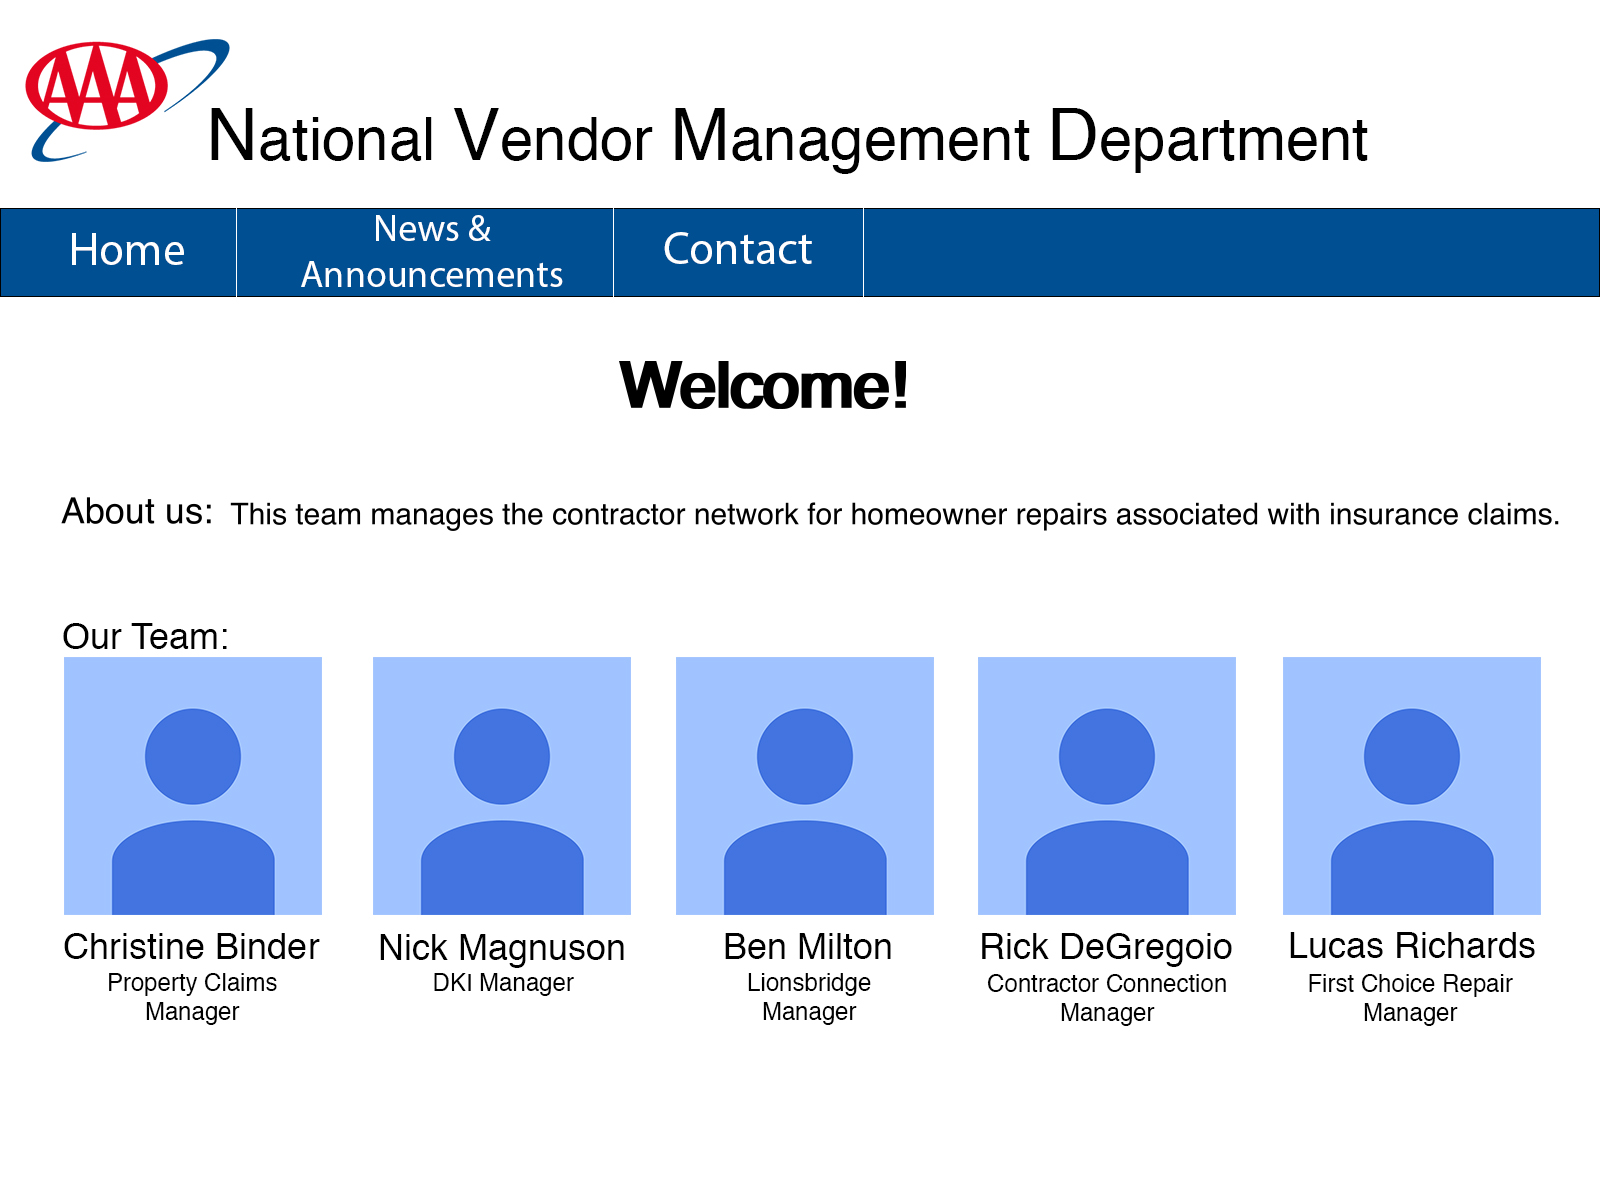 AAA
National Vendor Management Department
Home
News &
Announcements
Contact
Welcome!
About us: This team manages the contractor network for homeowner repairs associated with insurance claims.
Our Team:
Christine Binder
Property Claims
Manager
Nick Magnuson
DKI Manager
Ben Milton
Lionsbridge
Manager
Rick DeGregoio
Contractor Connection
Manager
Lucas Richards
First Choice Repair
Manager